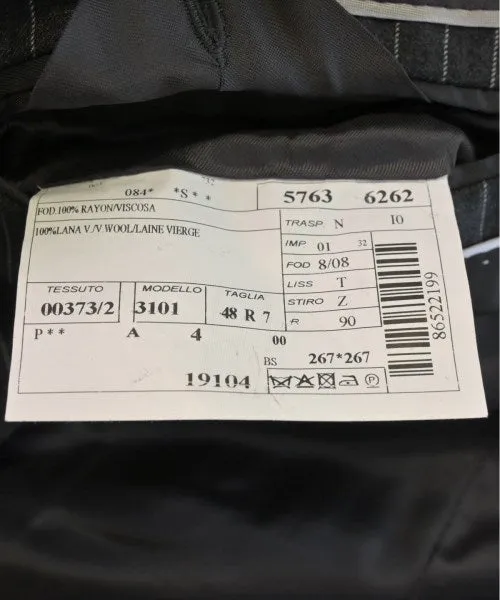 084* *S** 5763 6262
FOD.100% RAYON/VISCOSA
TRASP. N I0
100%LANA V./V WOOL/LAINE VIERGE
IMP 01 32
FOD 8/08
LISS T
TESSUTO MODELLO TAGLIA
00373/2 3101 48 R 7
STIRO Z
R 90
P** A 4 00
BS 267*267
19104
86522199